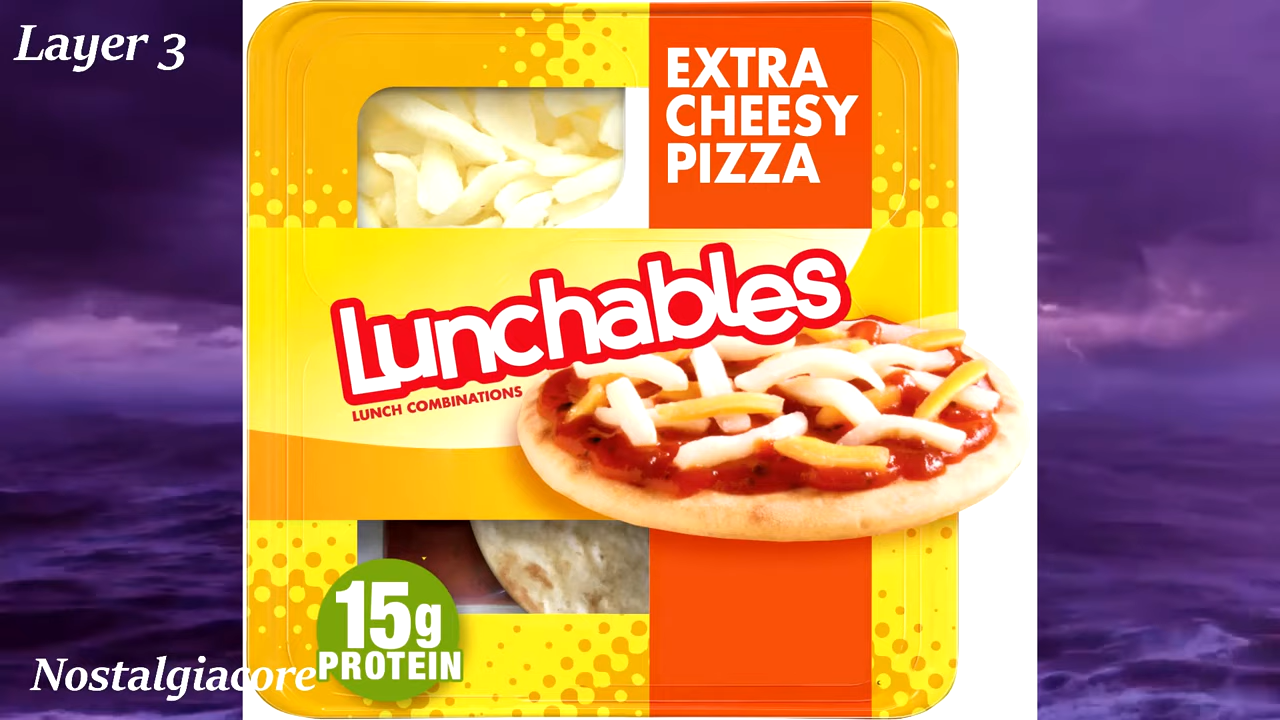 Layer 3
EXTRA
CHEESY
PIZZA
Lunchables
LUNCH COMBINATIONS
15g
PROTEIN
Nostalgiacore